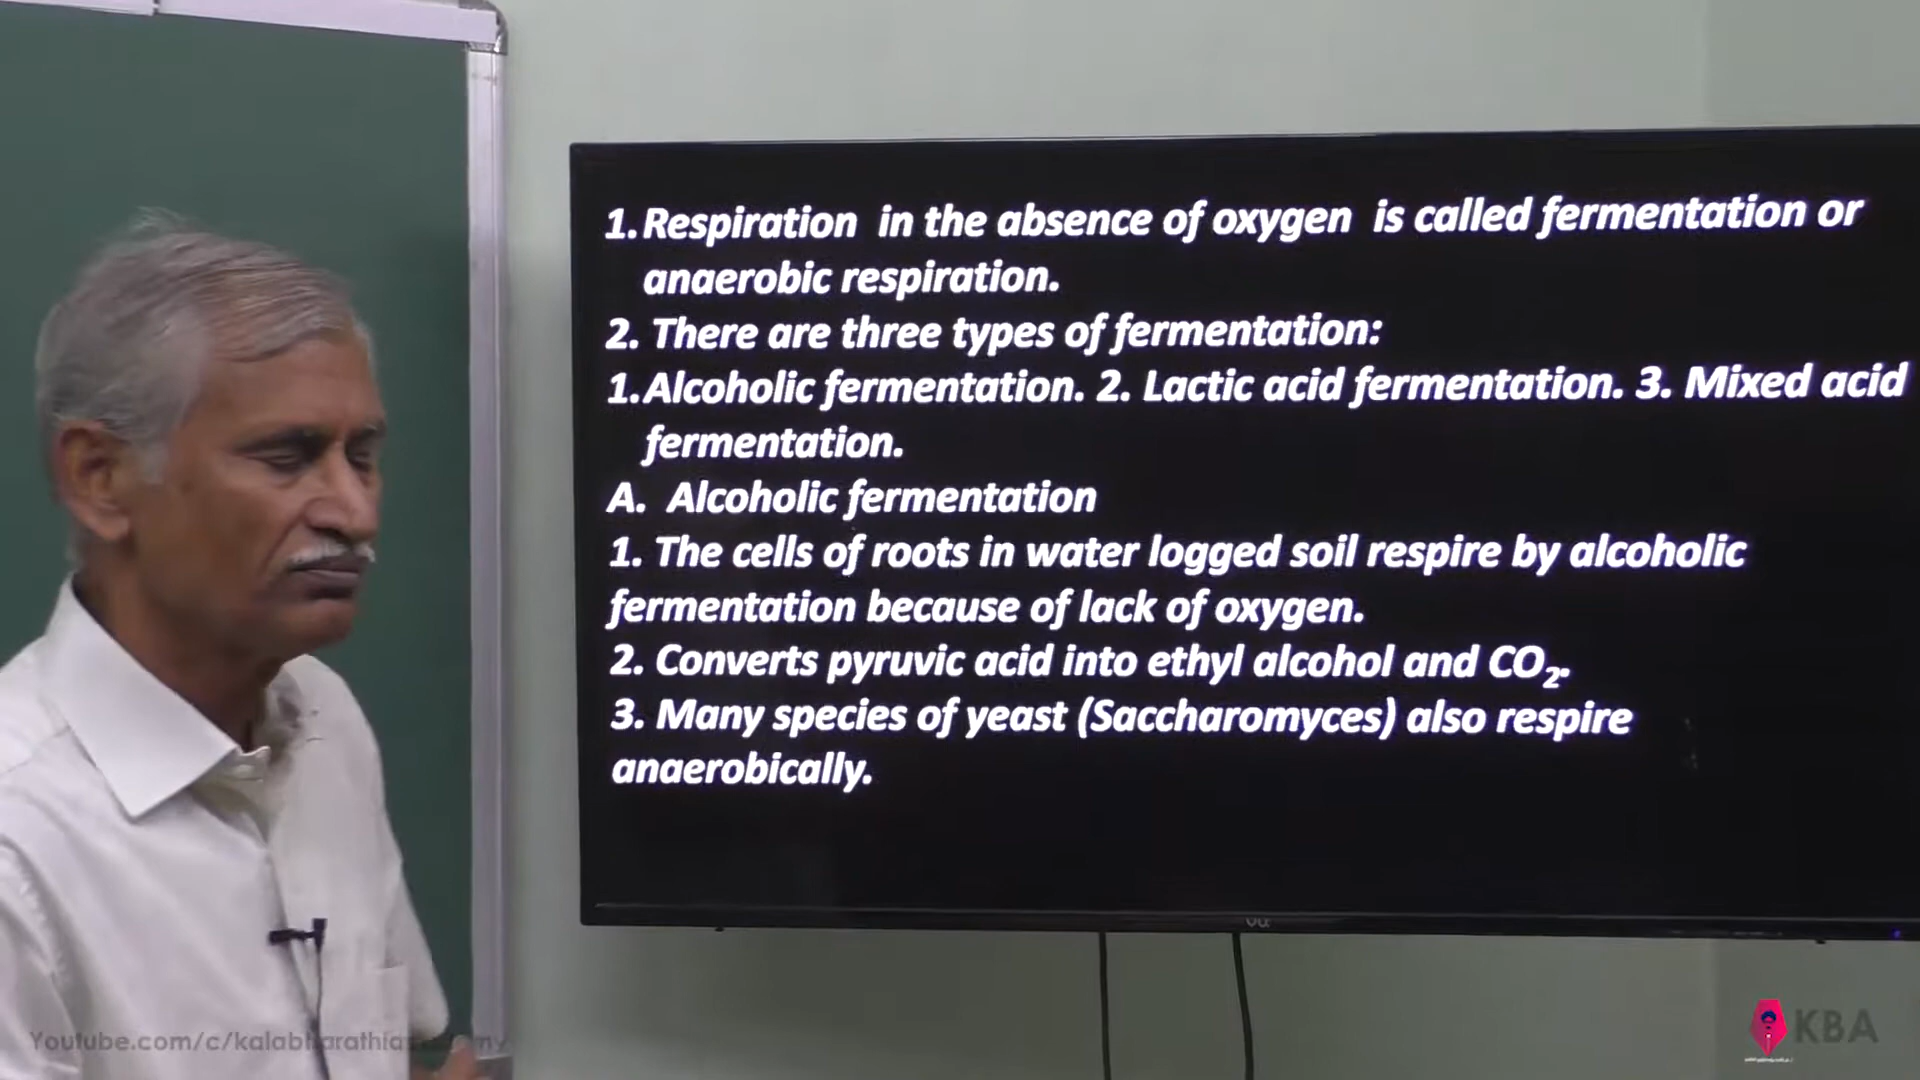 1. Respiration in the absence of oxygen is called fermentation or
anaerobic respiration.
2. There are three types of fermentation:
1. Alcoholic fermentation. 2. Lactic acid fermentation. 3. Mixed acid
fermentation.
A. Alcoholic fermentation
1. The cells of roots in water logged soil respire by alcoholic
fermentation because of lack of oxygen.
2. Converts pyruvic acid into ethyl alcohol and CO₂.
3. Many species of yeast (Saccharomyces) also respire
anaerobically.
KBA